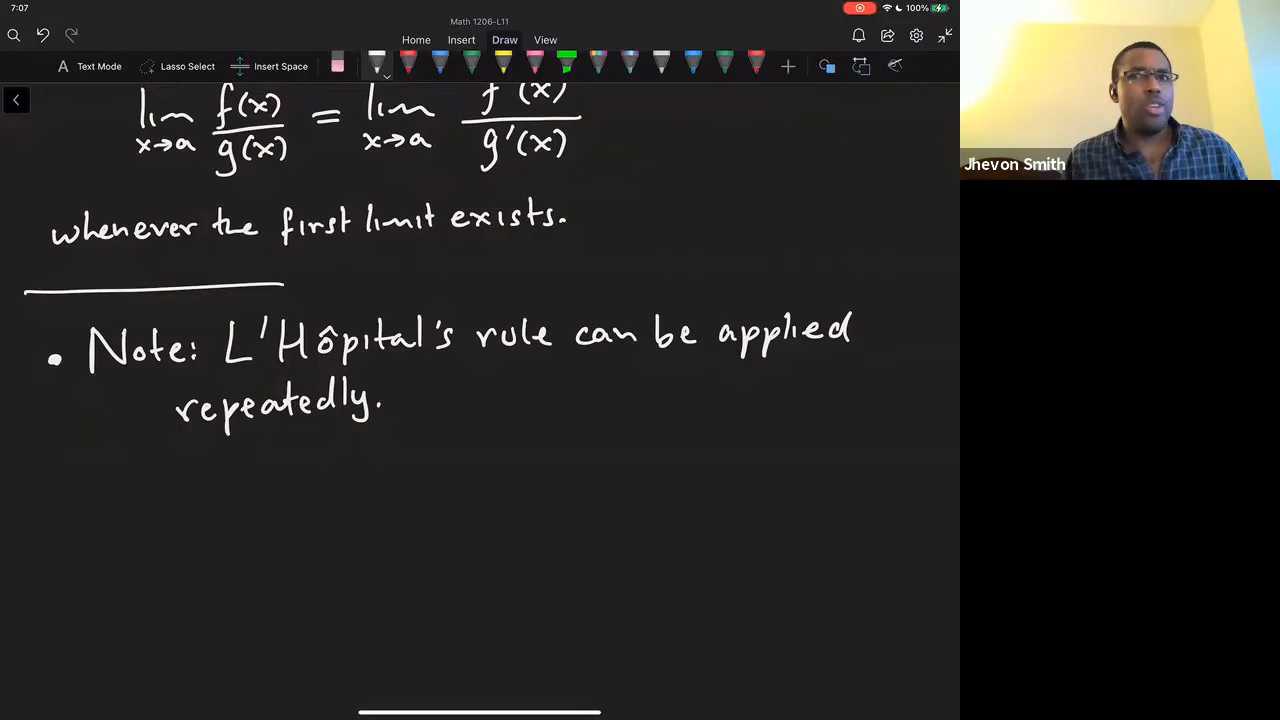 7:07
100%
Math 1206-L11
Home Insert Draw View
A Text Mode Lasso Select Insert Space
lim f(x)/g(x) = lim f'(x)/g'(x)
x→a x→a
whenever the first limit exists.
• Note: L'Hôpital's rule can be applied
repeatedly.
Jhevon Smith